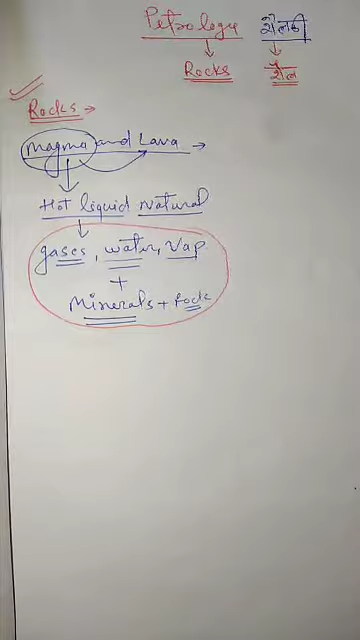 Petrology शैलकी
Rocks शैल
Rocks →
Magma and Lava →
Hot liquid Natural
gases, water, Vap
+
Minerals + Rock